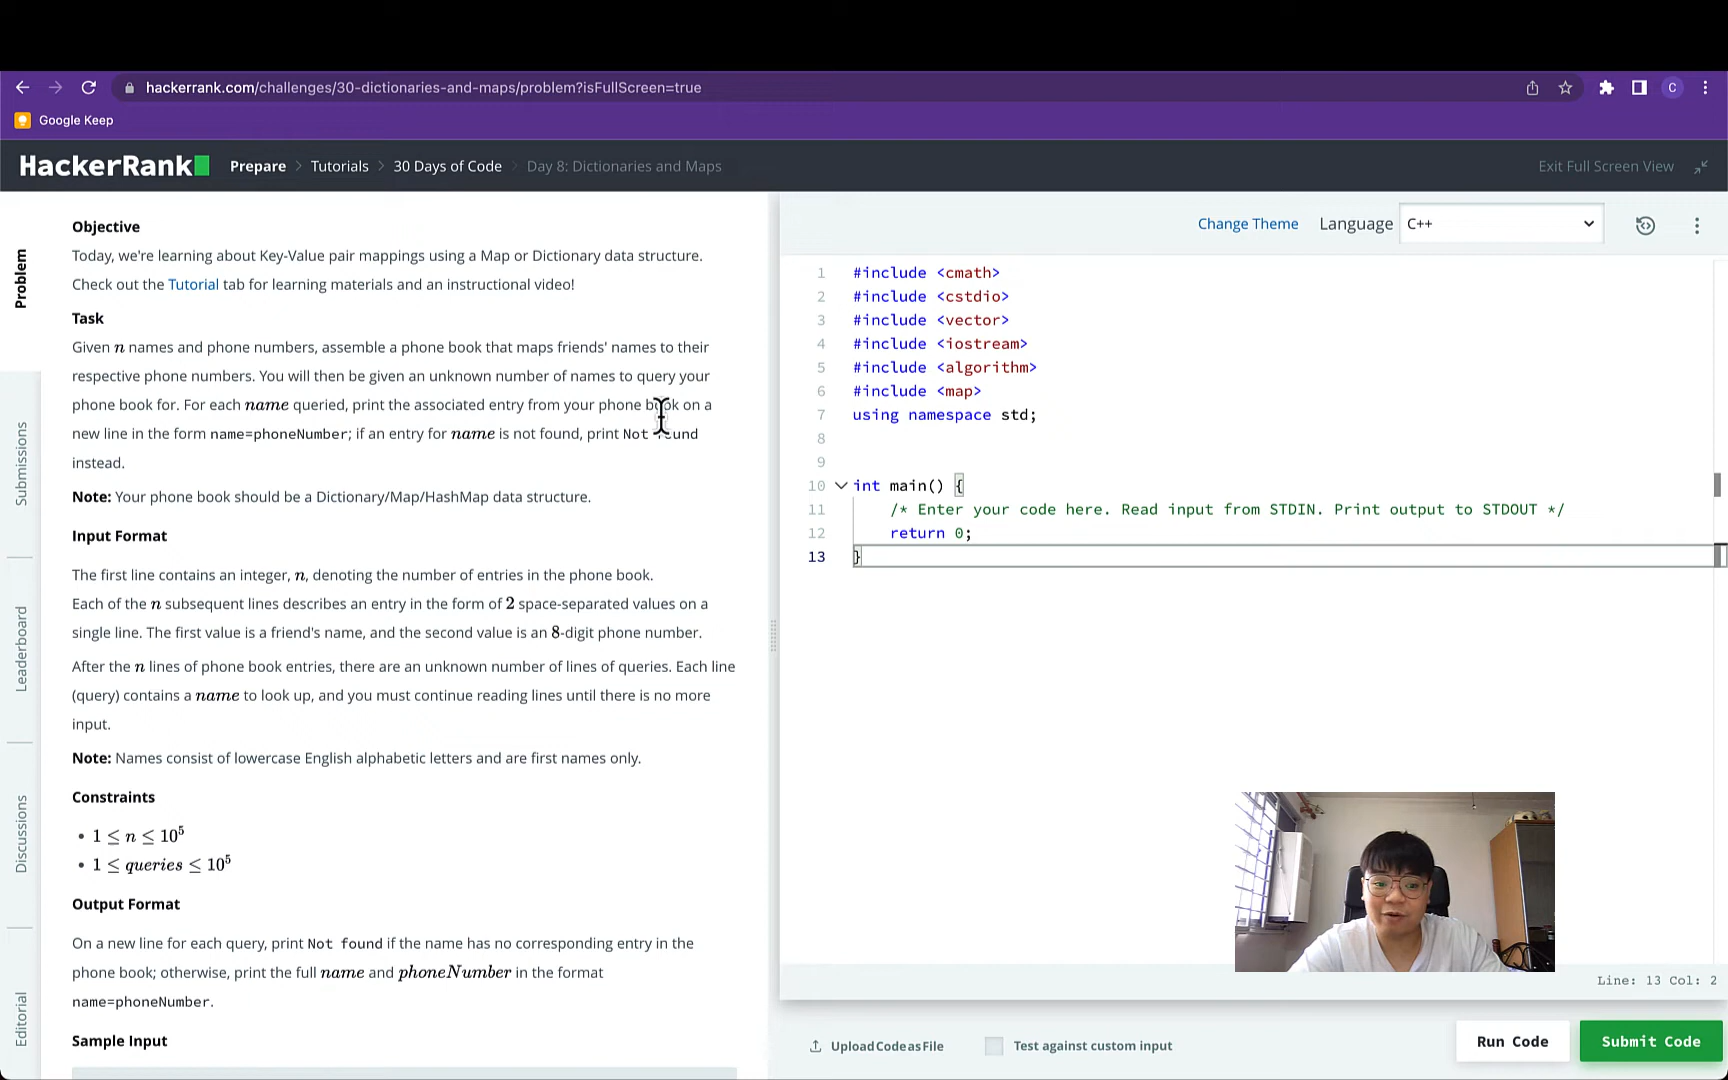 hackerrank.com/challenges/30-dictionaries-and-maps/problem?isFullScreen=true
C
Google Keep
HackerRank
Prepare > Tutorials > 30 Days of Code > Day 8: Dictionaries and Maps
Exit Full Screen View
Problem
Submissions
Leaderboard
Discussions
Editorial
Objective
Today, we're learning about Key-Value pair mappings using a Map or Dictionary data structure.
Check out the Tutorial tab for learning materials and an instructional video!
Task
Given n names and phone numbers, assemble a phone book that maps friends' names to their
respective phone numbers. You will then be given an unknown number of names to query your
phone book for. For each name queried, print the associated entry from your phone book on a
new line in the form name=phoneNumber; if an entry for name is not found, print Not found
instead.
Note: Your phone book should be a Dictionary/Map/HashMap data structure.
Input Format
The first line contains an integer, n, denoting the number of entries in the phone book.
Each of the n subsequent lines describes an entry in the form of 2 space-separated values on a
single line. The first value is a friend's name, and the second value is an 8-digit phone number.
After the n lines of phone book entries, there are an unknown number of lines of queries. Each line
(query) contains a name to look up, and you must continue reading lines until there is no more
input.
Note: Names consist of lowercase English alphabetic letters and are first names only.
Constraints
• 1 ≤ n ≤ 10⁵
• 1 ≤ queries ≤ 10⁵
Output Format
On a new line for each query, print Not found if the name has no corresponding entry in the
phone book; otherwise, print the full name and phoneNumber in the format
name=phoneNumber.
Sample Input
Change Theme Language C++
1 #include <cmath>
2 #include <cstdio>
3 #include <vector>
4 #include <iostream>
5 #include <algorithm>
6 #include <map>
7 using namespace std;
8
9
10 int main() {
11 /* Enter your code here. Read input from STDIN. Print output to STDOUT */
12 return 0;
13 }
Line: 13 Col: 2
Upload Code as File
Test against custom input
Run Code
Submit Code